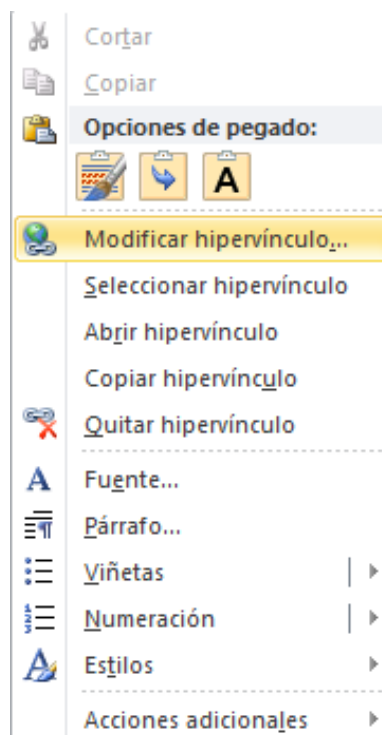 Cortar
Copiar
Opciones de pegado:
A
Modificar hipervínculo...
Seleccionar hipervínculo
Abrir hipervínculo
Copiar hipervínculo
Quitar hipervínculo
A Fuente...
Párrafo...
Viñetas
Numeración
Estilos
Acciones adicionales